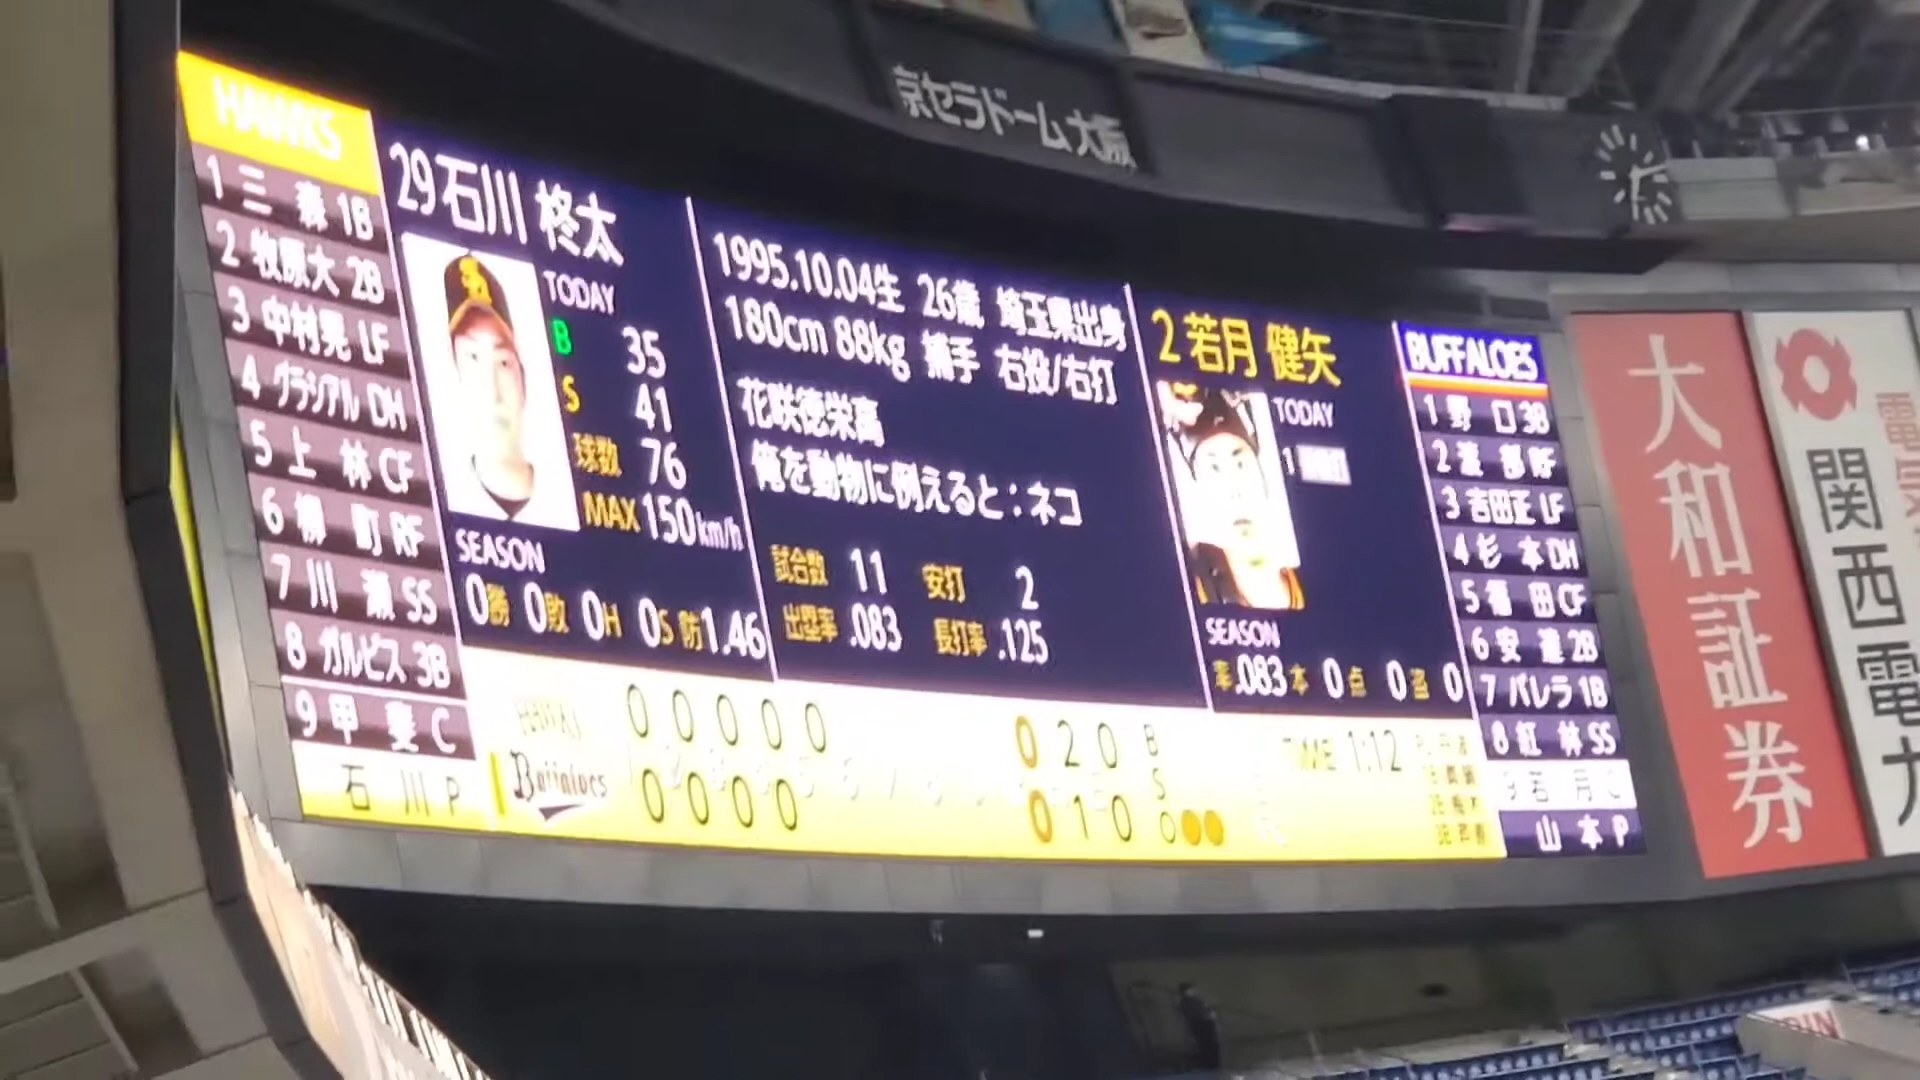 京セラドーム大阪
HAWKS
1 三 森 1B
2 牧原大 2B
3 中村晃 LF
4 グラシアル DH
5 上 林 CF
6 柳 町 RF
7 川 瀬 SS
8 ガルビス 3B
9 甲 斐 C
石 川 P
29 石川 柊太
TODAY
B 35
S 41
球数 76
MAX 150km/h
SEASON
0勝 0敗 0H 0S 防1.46
1995.10.04生 26歳 埼玉県出身
180cm 88kg 捕手 右投/右打
花咲徳栄高
俺を動物に例えると:ネコ
試合数 11 安打 2
出塁率 .083 長打率 .125
2 若月 健矢
TODAY
1
SEASON
率.083 本 0 点 0 盗 0
BUFFALOES
1 野 口 3B
2 渡 部 RF
3 吉田正 LF
4 杉 本 DH
5 福 田 CF
6 安 達 2B
7 バレラ 1B
8 紅 林 SS
9 若 月 C
山 本 P
HAWKS 0 0 0 0 0 0 2 0
Buffaloes 0 0 0 0 0 1 0
B
S
O
TIME 1:12
大和証券
関西電力